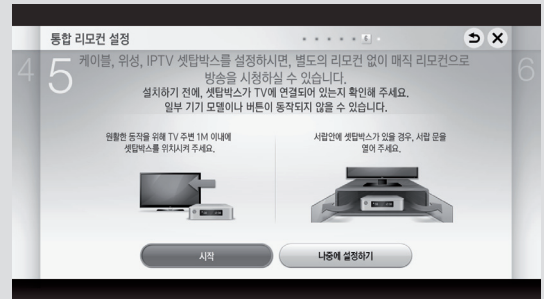 통합 리모컨 설정
6
4
5
6
케이블, 위성, IPTV 셋탑박스를 설정하시면, 별도의 리모컨 없이 매직 리모컨으로
방송을 시청하실 수 있습니다.
설치하기 전에, 셋탑박스가 TV에 연결되어 있는지 확인해 주세요.
일부 기기 모델이나 버튼이 동작되지 않을 수 있습니다.
원활한 동작을 위해 TV 주변 1M 이내에
셋탑박스를 위치시켜 주세요.
서랍안에 셋탑박스가 있을 경우, 서랍 문을
열어 주세요.
시작
나중에 설정하기